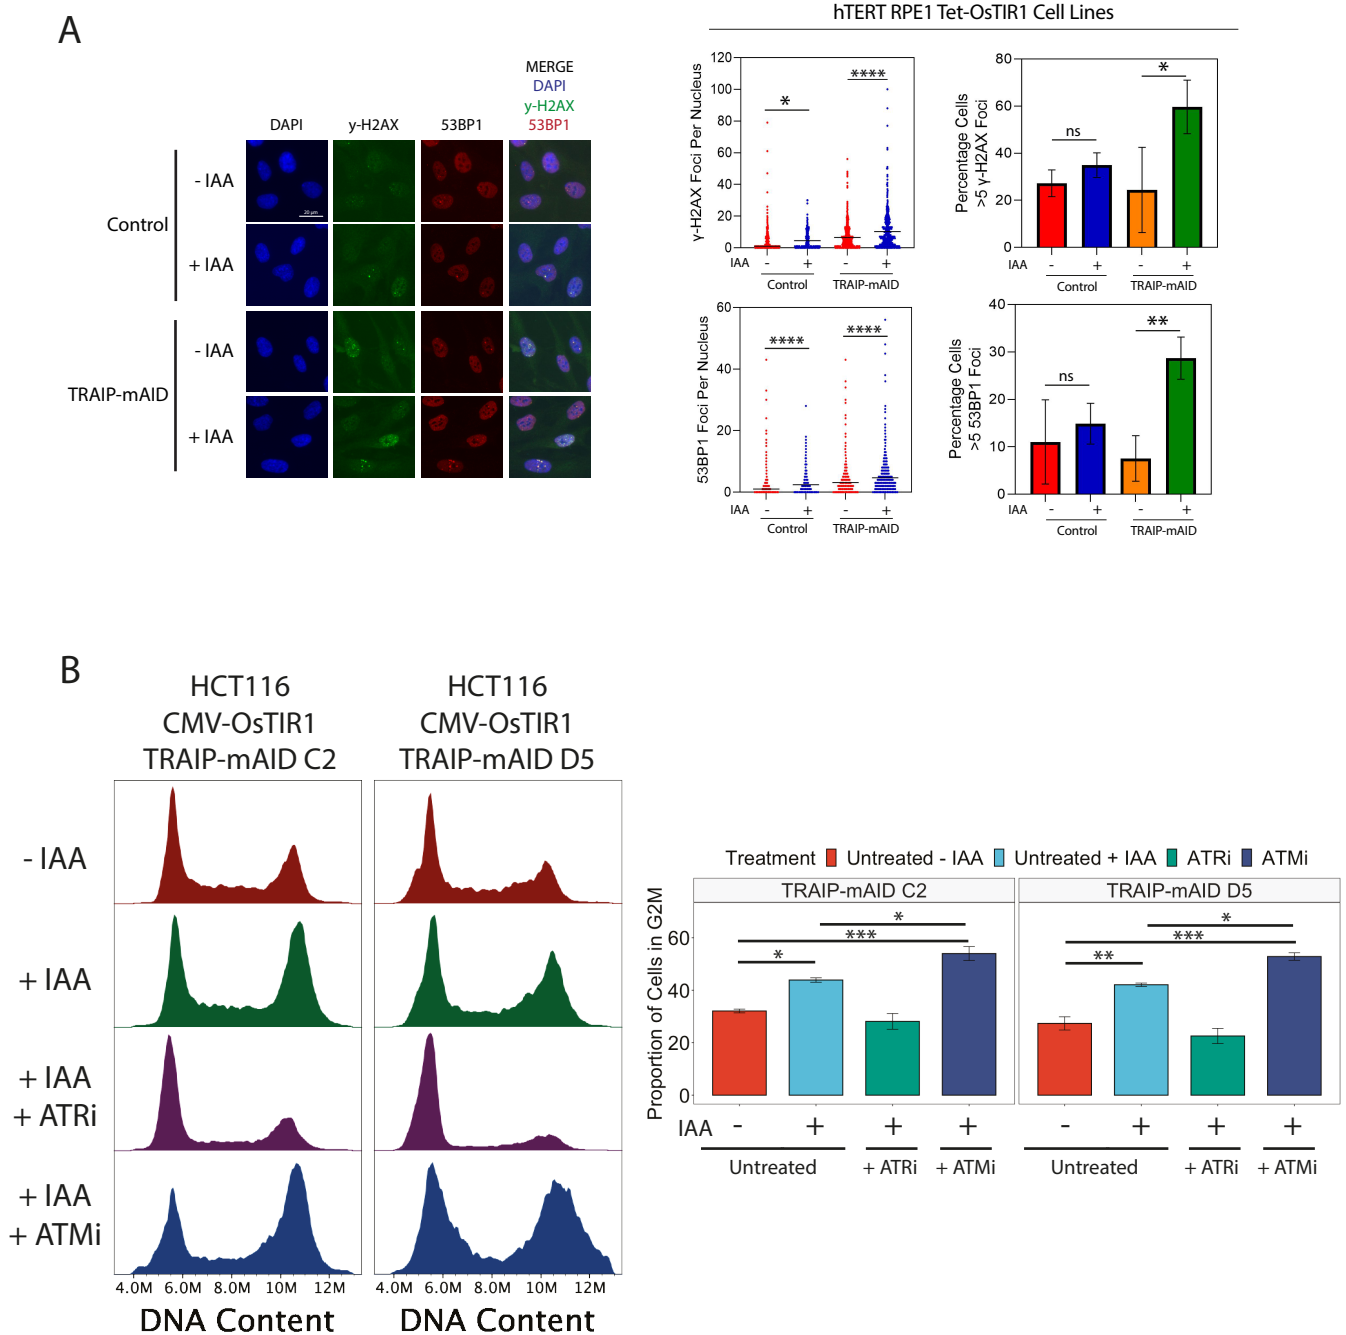 A
hTERT RPE1 Tet-OsTIR1 Cell Lines
MERGE
DAPI
y-H2AX
53BP1
DAPI
y-H2AX
53BP1
Control
- IAA
20 µm
+ IAA
TRAIP-mAID
- IAA
+ IAA
γ-H2AX Foci Per Nucleus
120
100
80
60
40
20
0
*
****
IAA - + - +
Control TRAIP-mAID
Percentage Cells
>5 γ-H2AX Foci
80
60
40
20
0
ns
*
IAA - + - +
Control TRAIP-mAID
53BP1 Foci Per Nucleus
60
40
20
0
****
****
IAA - + - +
Control TRAIP-mAID
Percentage Cells
>5 53BP1 Foci
40
30
20
10
0
ns
**
IAA - + - +
Control TRAIP-mAID
B
HCT116
CMV-OsTIR1
TRAIP-mAID C2
HCT116
CMV-OsTIR1
TRAIP-mAID D5
- IAA
+ IAA
+ IAA
+ ATRi
+ IAA
+ ATMi
4.0M 6.0M 8.0M 10M 12M
DNA Content
4.0M 6.0M 8.0M 10M 12M
DNA Content
Treatment Untreated - IAA Untreated + IAA ATRi ATMi
TRAIP-mAID C2 TRAIP-mAID D5
Proportion of Cells in G2M
60
40
20
0
*
***
*
*
***
**
IAA - + + + - + + +
Untreated + ATRi + ATMi Untreated + ATRi + ATMi